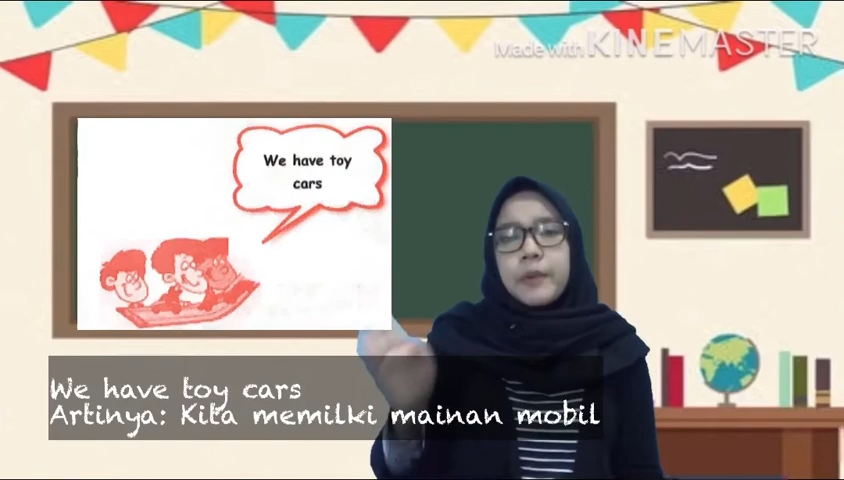 Made with KINEMASTER
We have toy
cars
We have toy cars
Artinya: Kita memilki mainan mobil